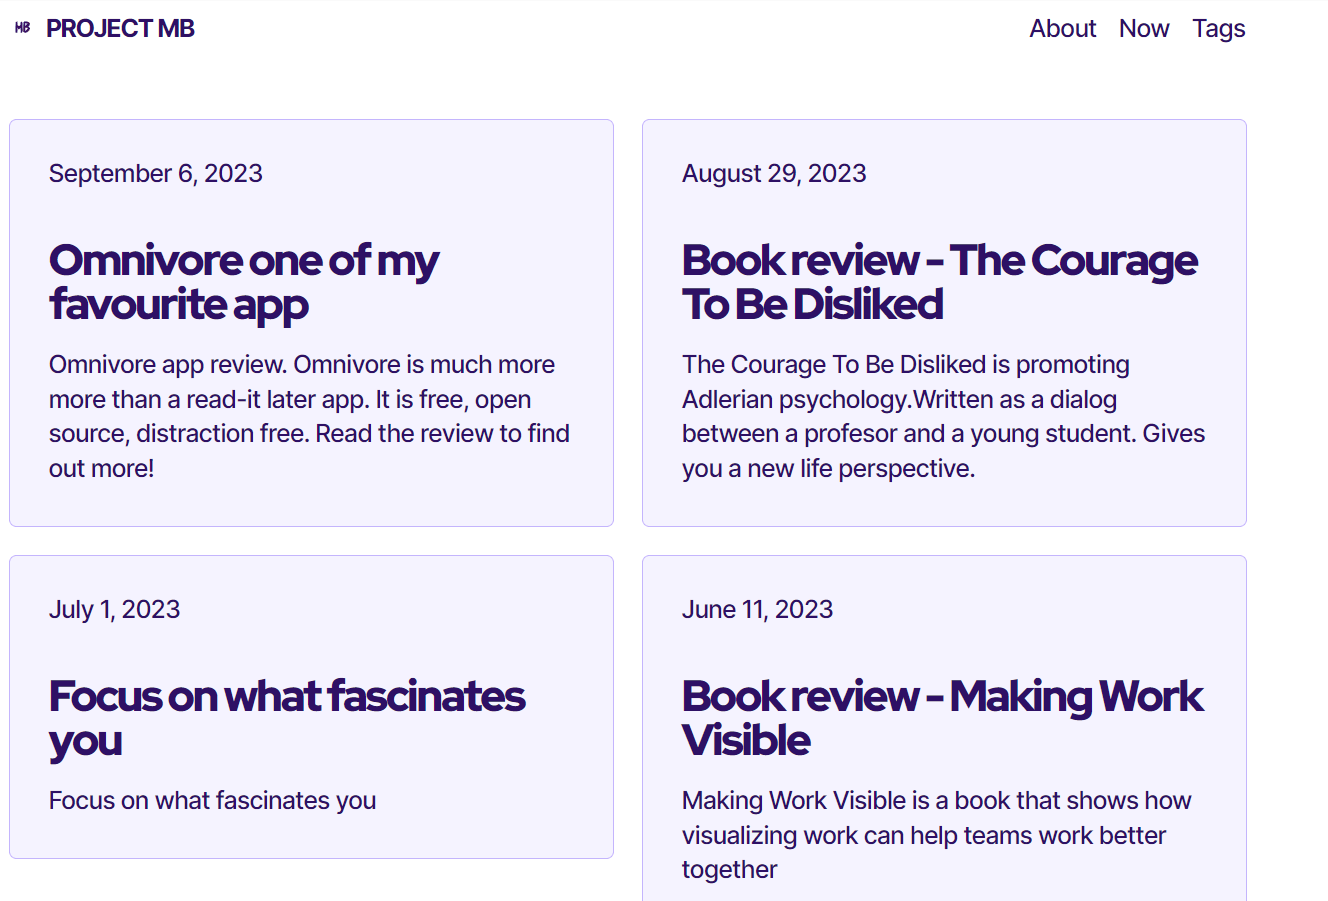 MB PROJECT MB
About Now Tags
September 6, 2023
Omnivore one of my
favourite app
Omnivore app review. Omnivore is much more
more than a read-it later app. It is free, open
source, distraction free. Read the review to find
out more!
August 29, 2023
Book review - The Courage
To Be Disliked
The Courage To Be Disliked is promoting
Adlerian psychology.Written as a dialog
between a profesor and a young student. Gives
you a new life perspective.
July 1, 2023
Focus on what fascinates
you
Focus on what fascinates you
June 11, 2023
Book review - Making Work
Visible
Making Work Visible is a book that shows how
visualizing work can help teams work better
together